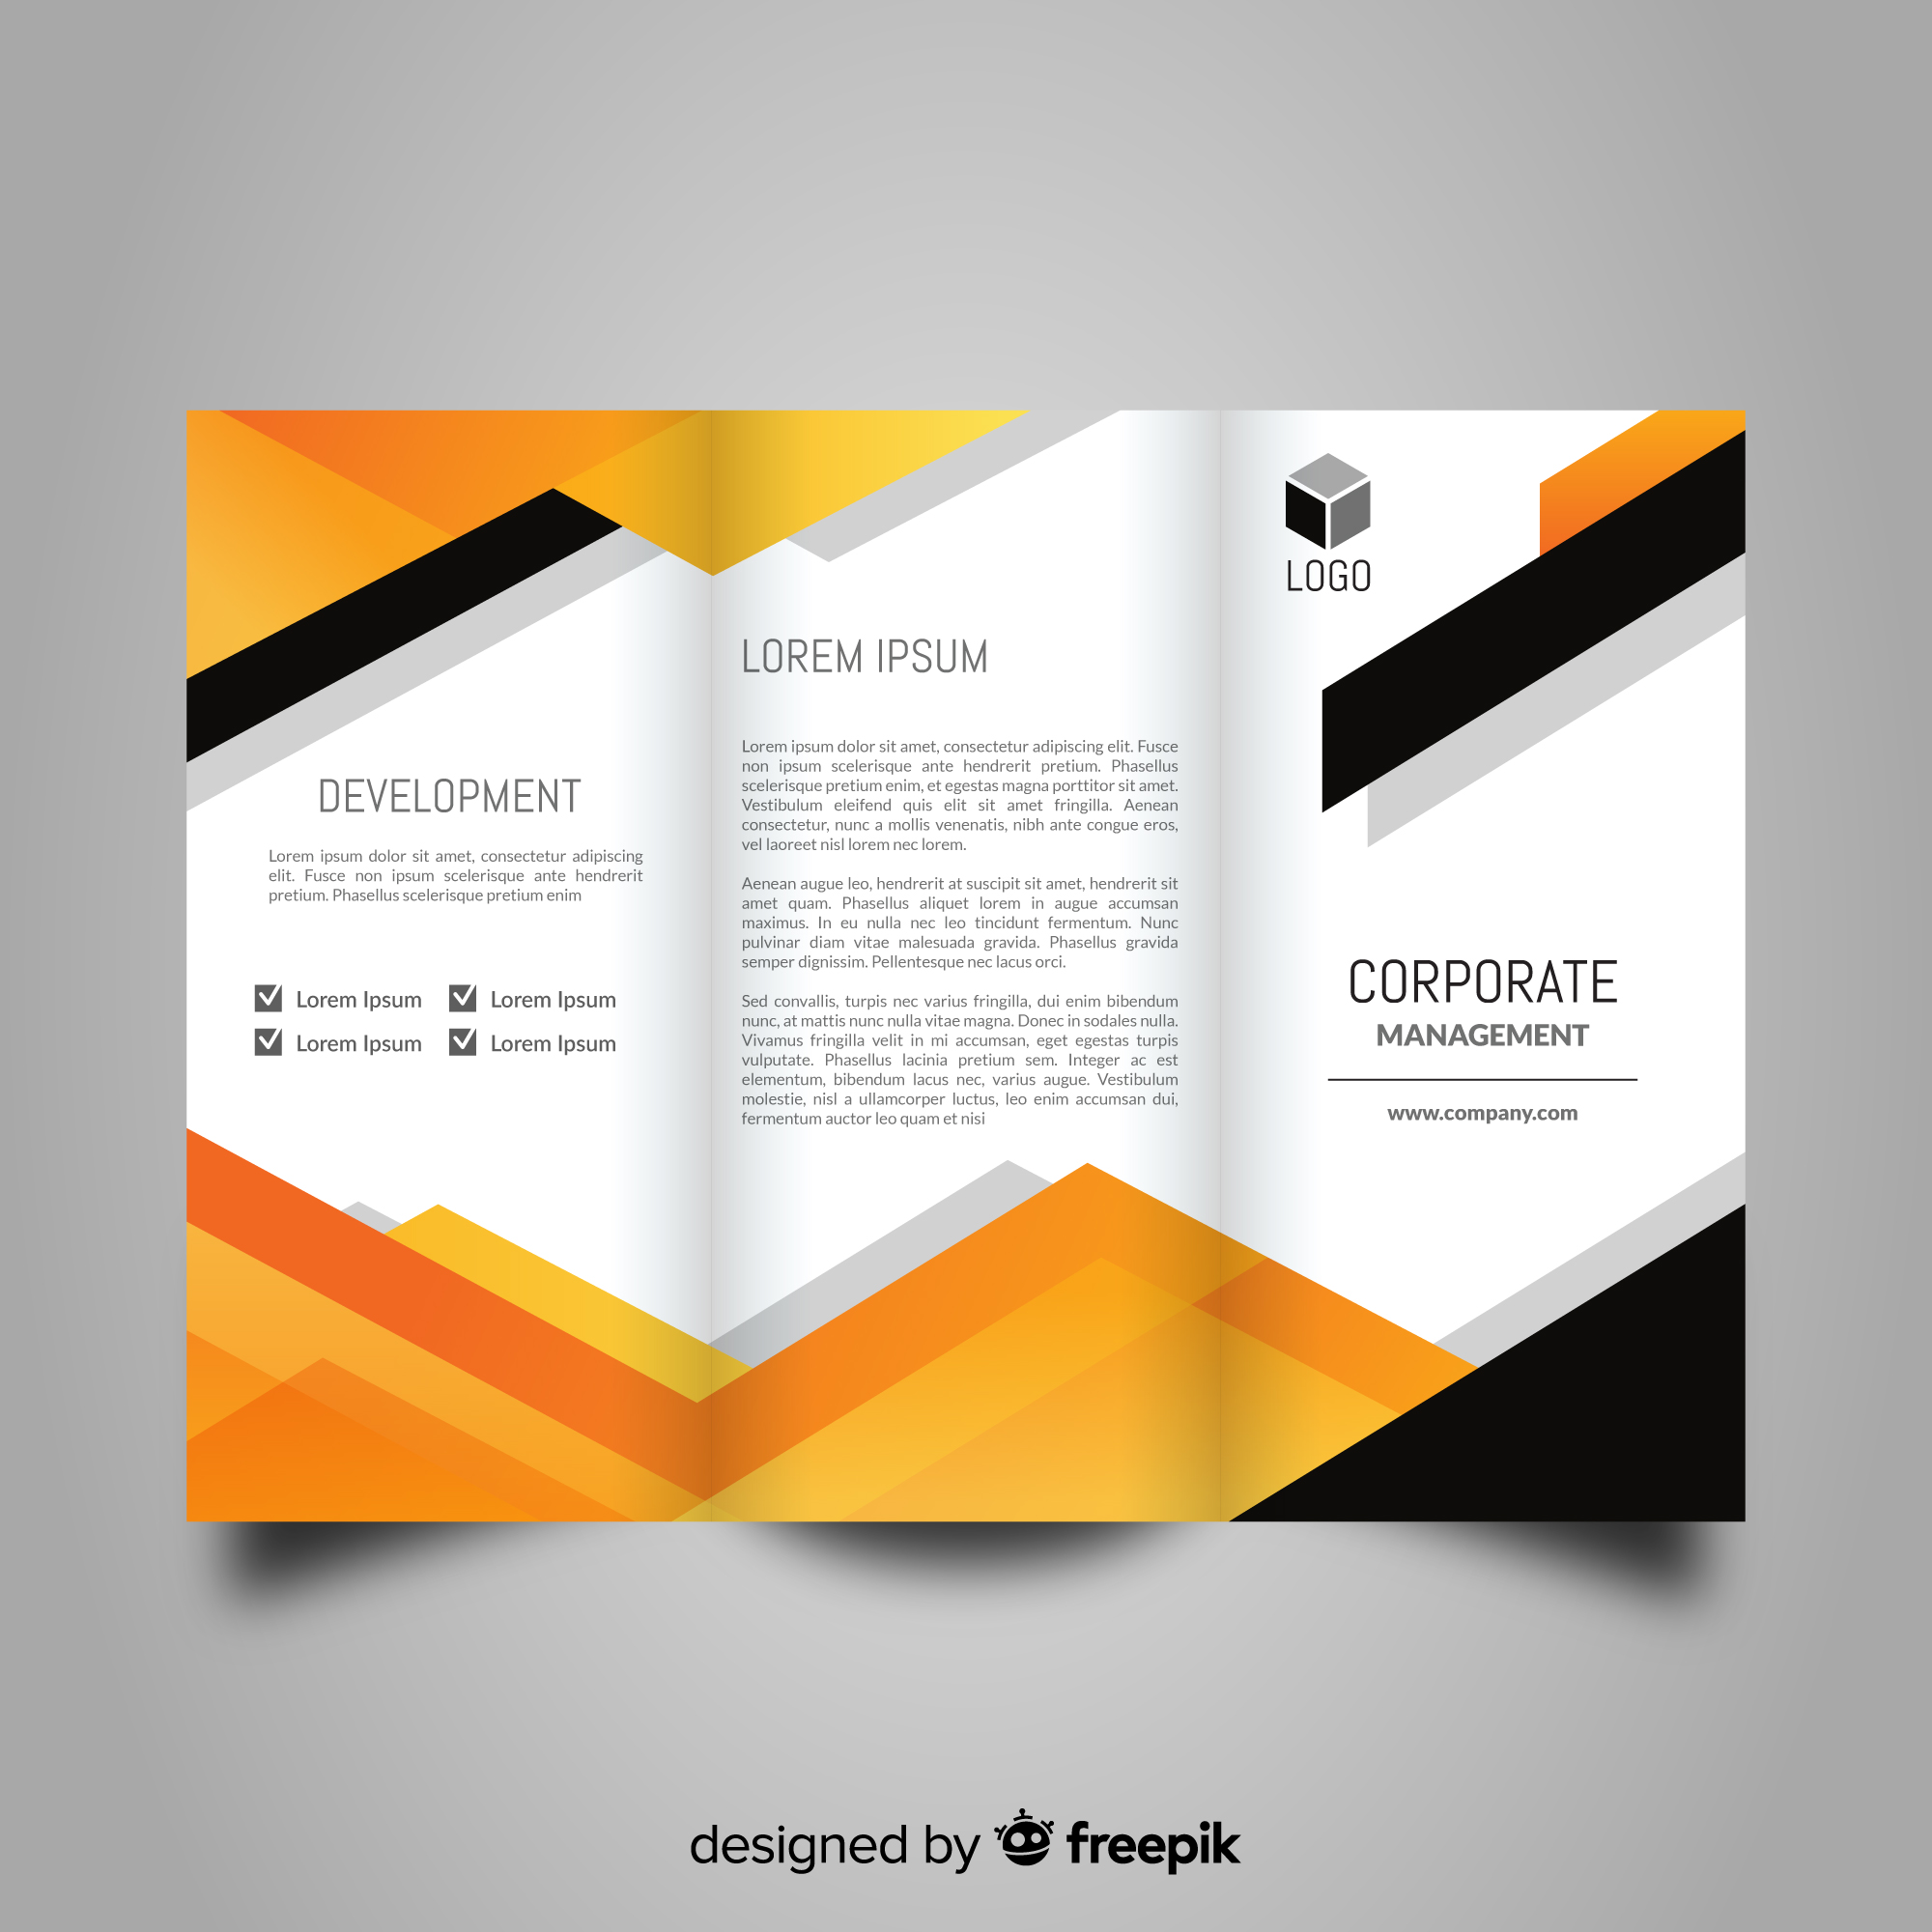 DEVELOPMENT
Lorem ipsum dolor sit amet, consectetur adipiscing
elit. Fusce non ipsum scelerisque ante hendrerit
pretium. Phasellus scelerisque pretium enim
Lorem Ipsum Lorem Ipsum
Lorem Ipsum Lorem Ipsum
LOREM IPSUM
Lorem ipsum dolor sit amet, consectetur adipiscing elit. Fusce
non ipsum scelerisque ante hendrerit pretium. Phasellus
scelerisque pretium enim, et egestas magna porttitor sit amet.
Vestibulum eleifend quis elit sit amet fringilla. Aenean
consectetur, nunc a mollis venenatis, nibh ante congue eros,
vel laoreet nisl lorem nec lorem.
Aenean augue leo, hendrerit at suscipit sit amet, hendrerit sit
amet quam. Phasellus aliquet lorem in augue accumsan
maximus. In eu nulla nec leo tincidunt fermentum. Nunc
pulvinar diam vitae malesuada gravida. Phasellus gravida
semper dignissim. Pellentesque nec lacus orci.
Sed convallis, turpis nec varius fringilla, dui enim bibendum
nunc, at mattis nunc nulla vitae magna. Donec in sodales nulla.
Vivamus fringilla velit in mi accumsan, eget egestas turpis
vulputate. Phasellus lacinia pretium sem. Integer ac est
elementum, bibendum lacus nec, varius augue. Vestibulum
molestie, nisl a ullamcorper luctus, leo enim accumsan dui,
fermentum auctor leo quam et nisi
LOGO
CORPORATE
MANAGEMENT
www.company.com
designed by freepik